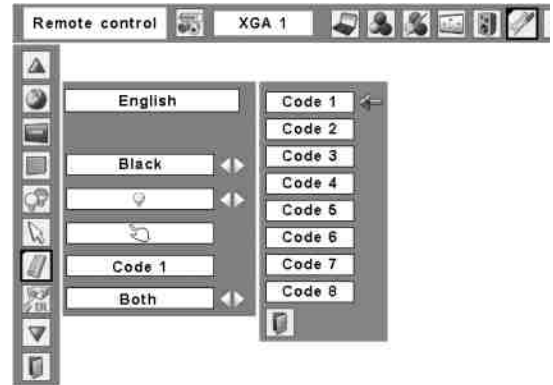 Remote control XGA 1
English
Black
Code 1
Both
Code 1
Code 2
Code 3
Code 4
Code 5
Code 6
Code 7
Code 8